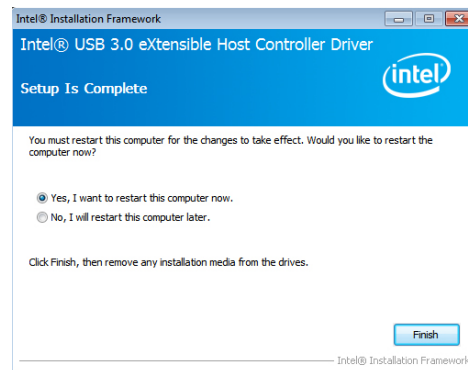 Intel® Installation Framework
Intel® USB 3.0 eXtensible Host Controller Driver
intel
Setup Is Complete
You must restart this computer for the changes to take effect. Would you like to restart the
computer now?
Yes, I want to restart this computer now.
No, I will restart this computer later.
Click Finish, then remove any installation media from the drives.
Finish
Intel® Installation Framework